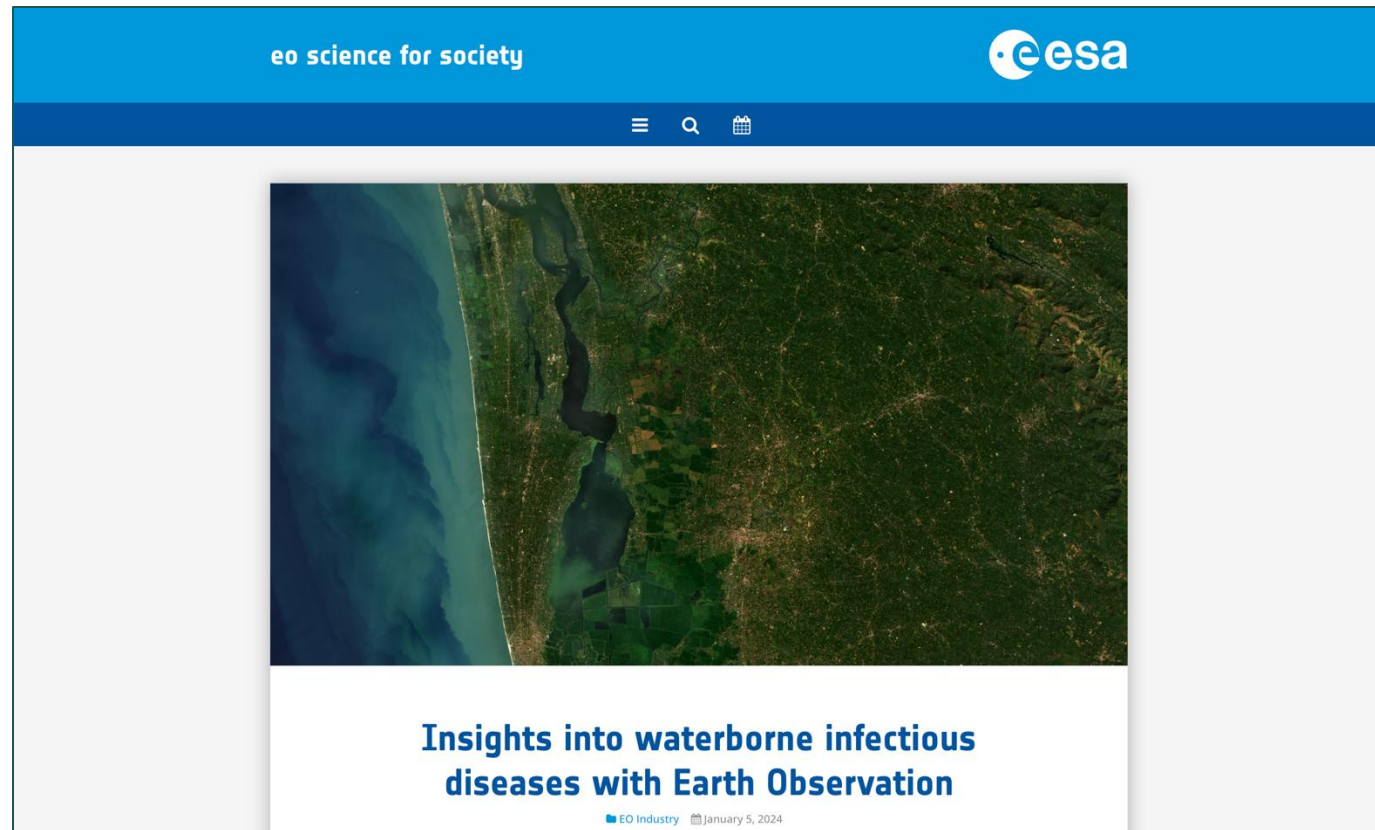 eo science for society
esa
Insights into waterborne infectious
diseases with Earth Observation
EO Industry January 5, 2024